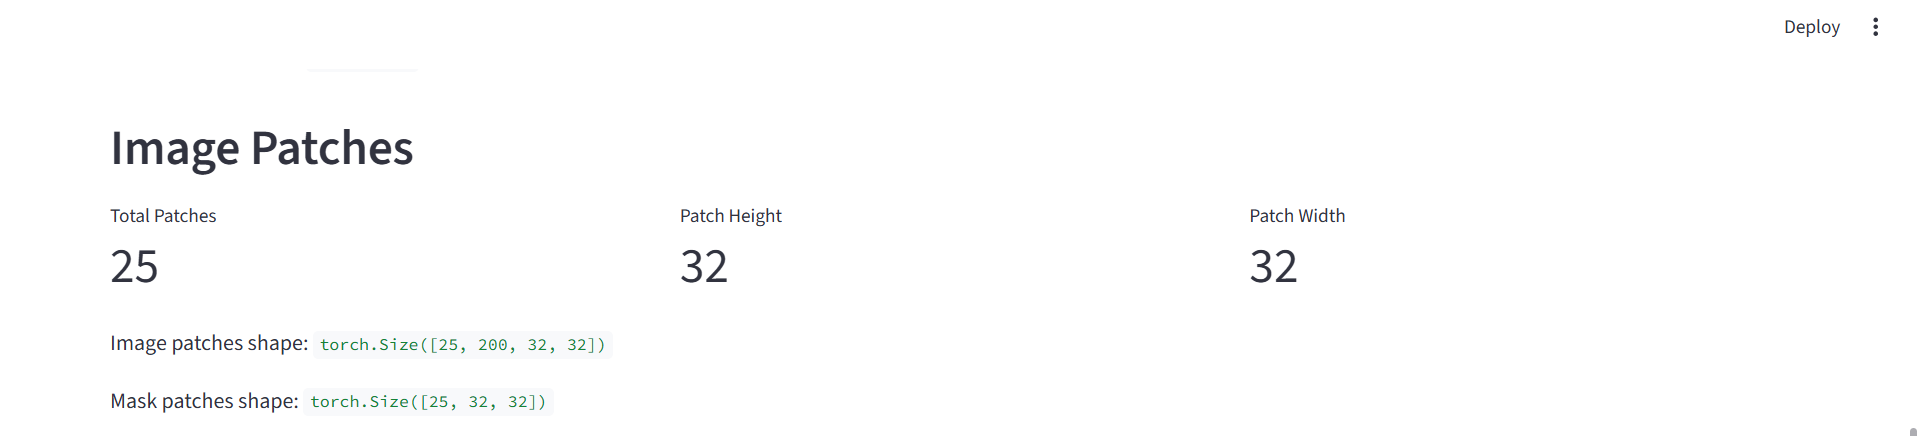 Deploy
Image Patches
Total Patches
25
Patch Height
32
Patch Width
32
Image patches shape: torch.Size([25, 200, 32, 32])
Mask patches shape: torch.Size([25, 32, 32])